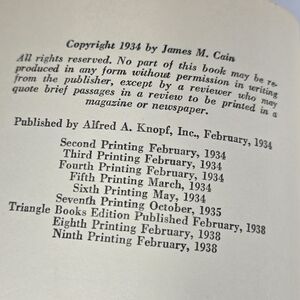 Copyright 1934 by James M. Cain
All rights reserved. No part of this book may be re-
produced in any form without permission in writing
from the publisher, except by a reviewer who may
quote brief passages in a review to be printed in a
magazine or newspaper.
Published by Alfred A. Knopf, Inc., February, 1934
Second Printing February, 1934
Third Printing February, 1934
Fourth Printing February, 1934
Fifth Printing March, 1934
Sixth Printing May, 1934
Seventh Printing October, 1935
Triangle Books Edition Published February, 1938
Eighth Printing February, 1938
Ninth Printing February, 1938